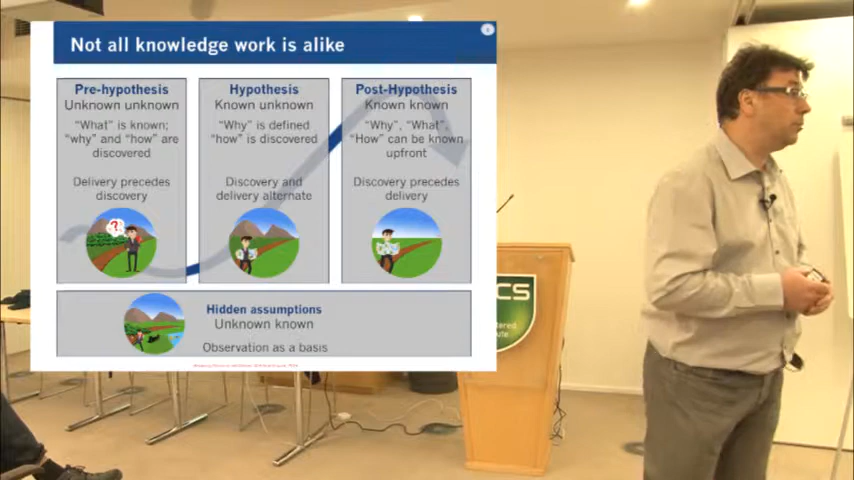 Not all knowledge work is alike
Pre-hypothesis
Unknown unknown
"What" is known;
"why" and "how" are
discovered
Delivery precedes
discovery
Hypothesis
Known unknown
"Why" is defined
"how" is discovered
Discovery and
delivery alternate
Post-Hypothesis
Known known
"Why", "What",
"How" can be known
upfront
Discovery precedes
delivery
?
Hidden assumptions
Unknown known
Observation as a basis
CS